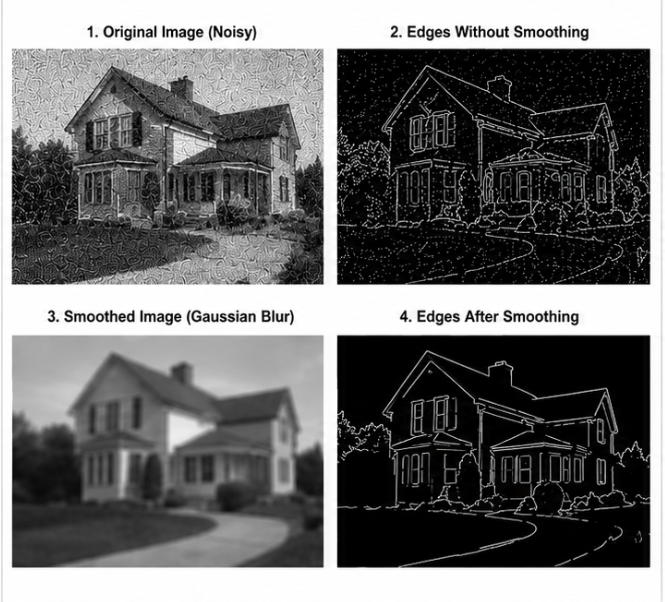 1. Original Image (Noisy)
2. Edges Without Smoothing
3. Smoothed Image (Gaussian Blur)
4. Edges After Smoothing